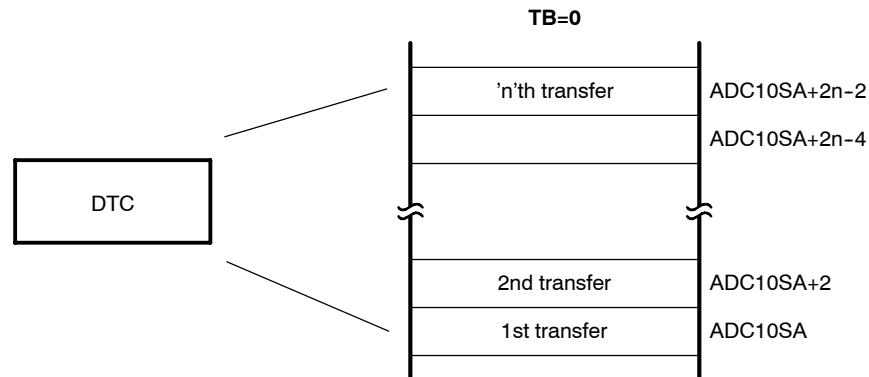 TB=0
'n'th transfer
ADC10SA+2n-2
ADC10SA+2n-4
DTC
2nd transfer
ADC10SA+2
1st transfer
ADC10SA